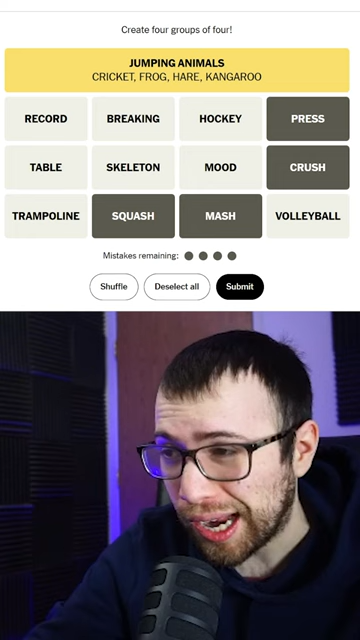 Create four groups of four!
JUMPING ANIMALS
CRICKET, FROG, HARE, KANGAROO
RECORD BREAKING HOCKEY PRESS
TABLE SKELETON MOOD CRUSH
TRAMPOLINE SQUASH MASH VOLLEYBALL
Mistakes remaining:
Shuffle Deselect all Submit